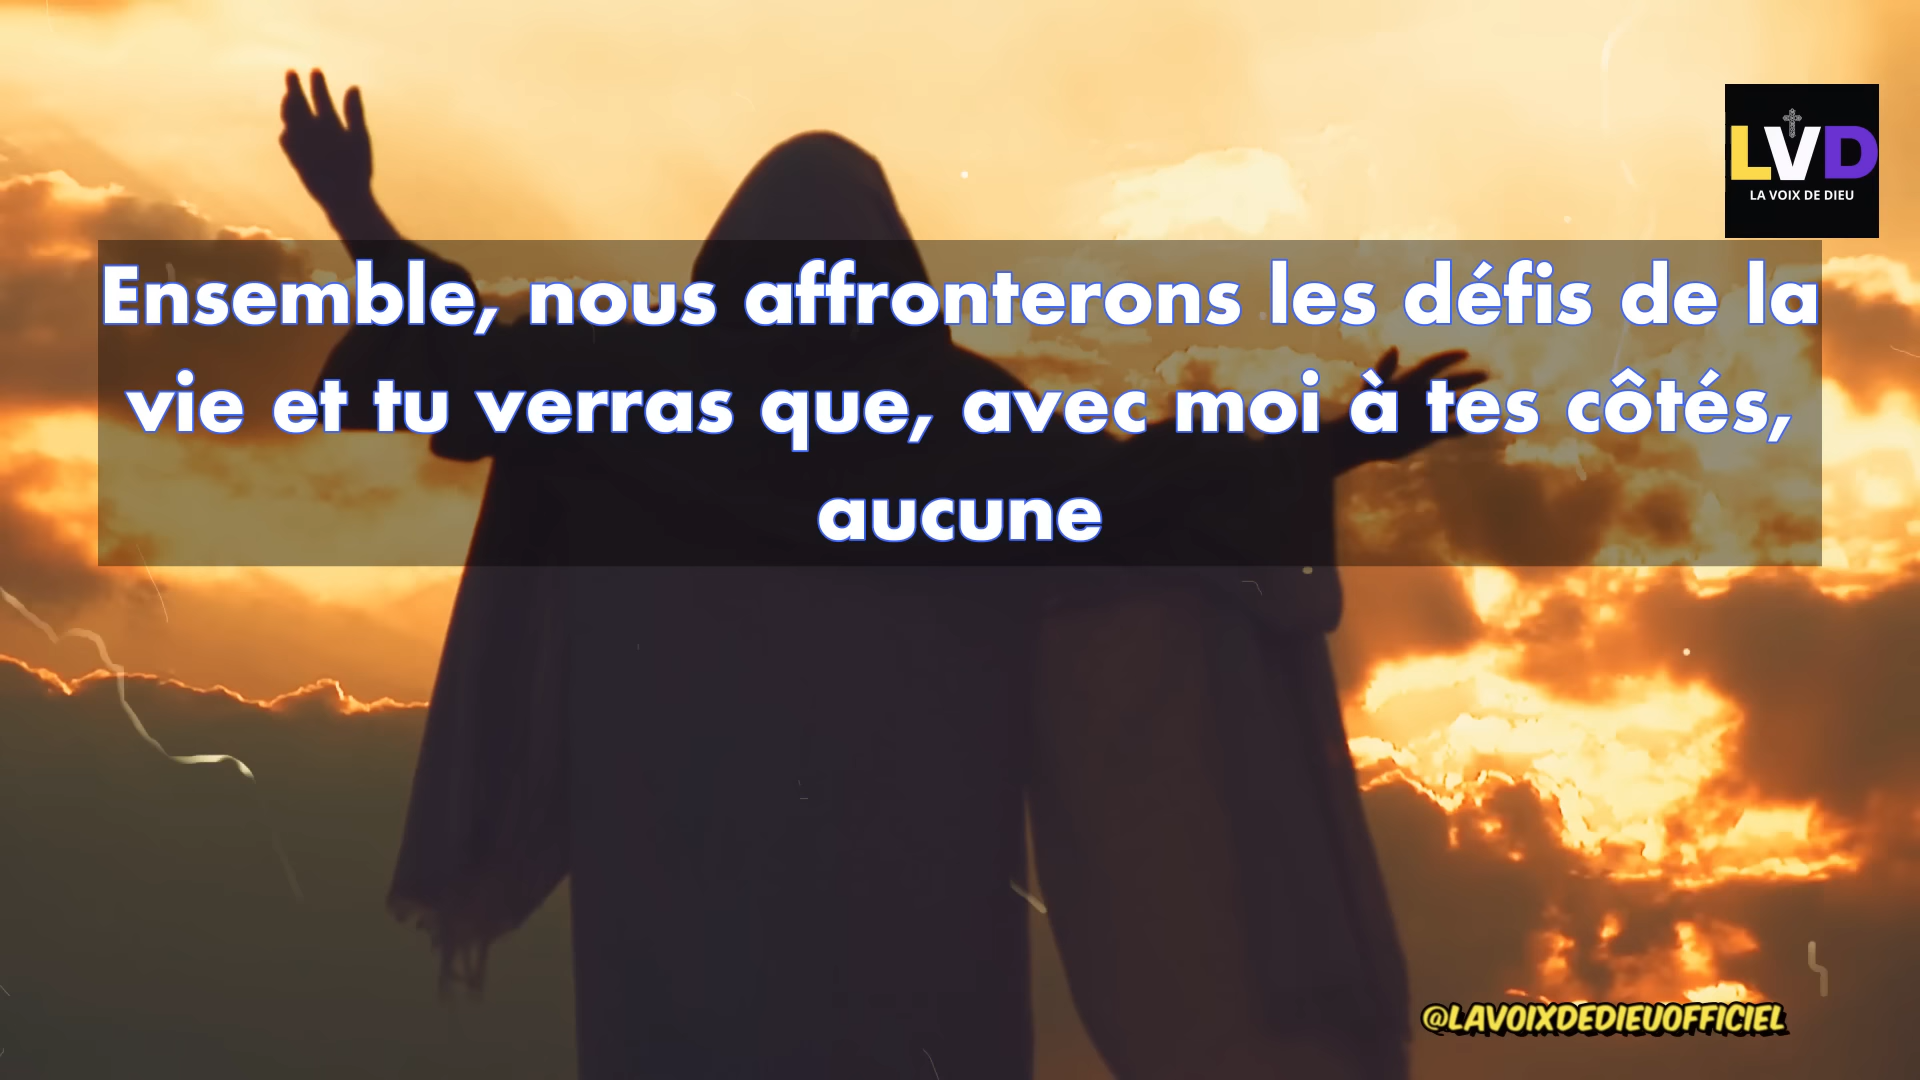 LVD
LA VOIX DE DIEU
Ensemble, nous affronterons les défis de la
vie et tu verras que, avec moi à tes côtés,
aucune
@LAVOIXDEDIEUOFFICIEL